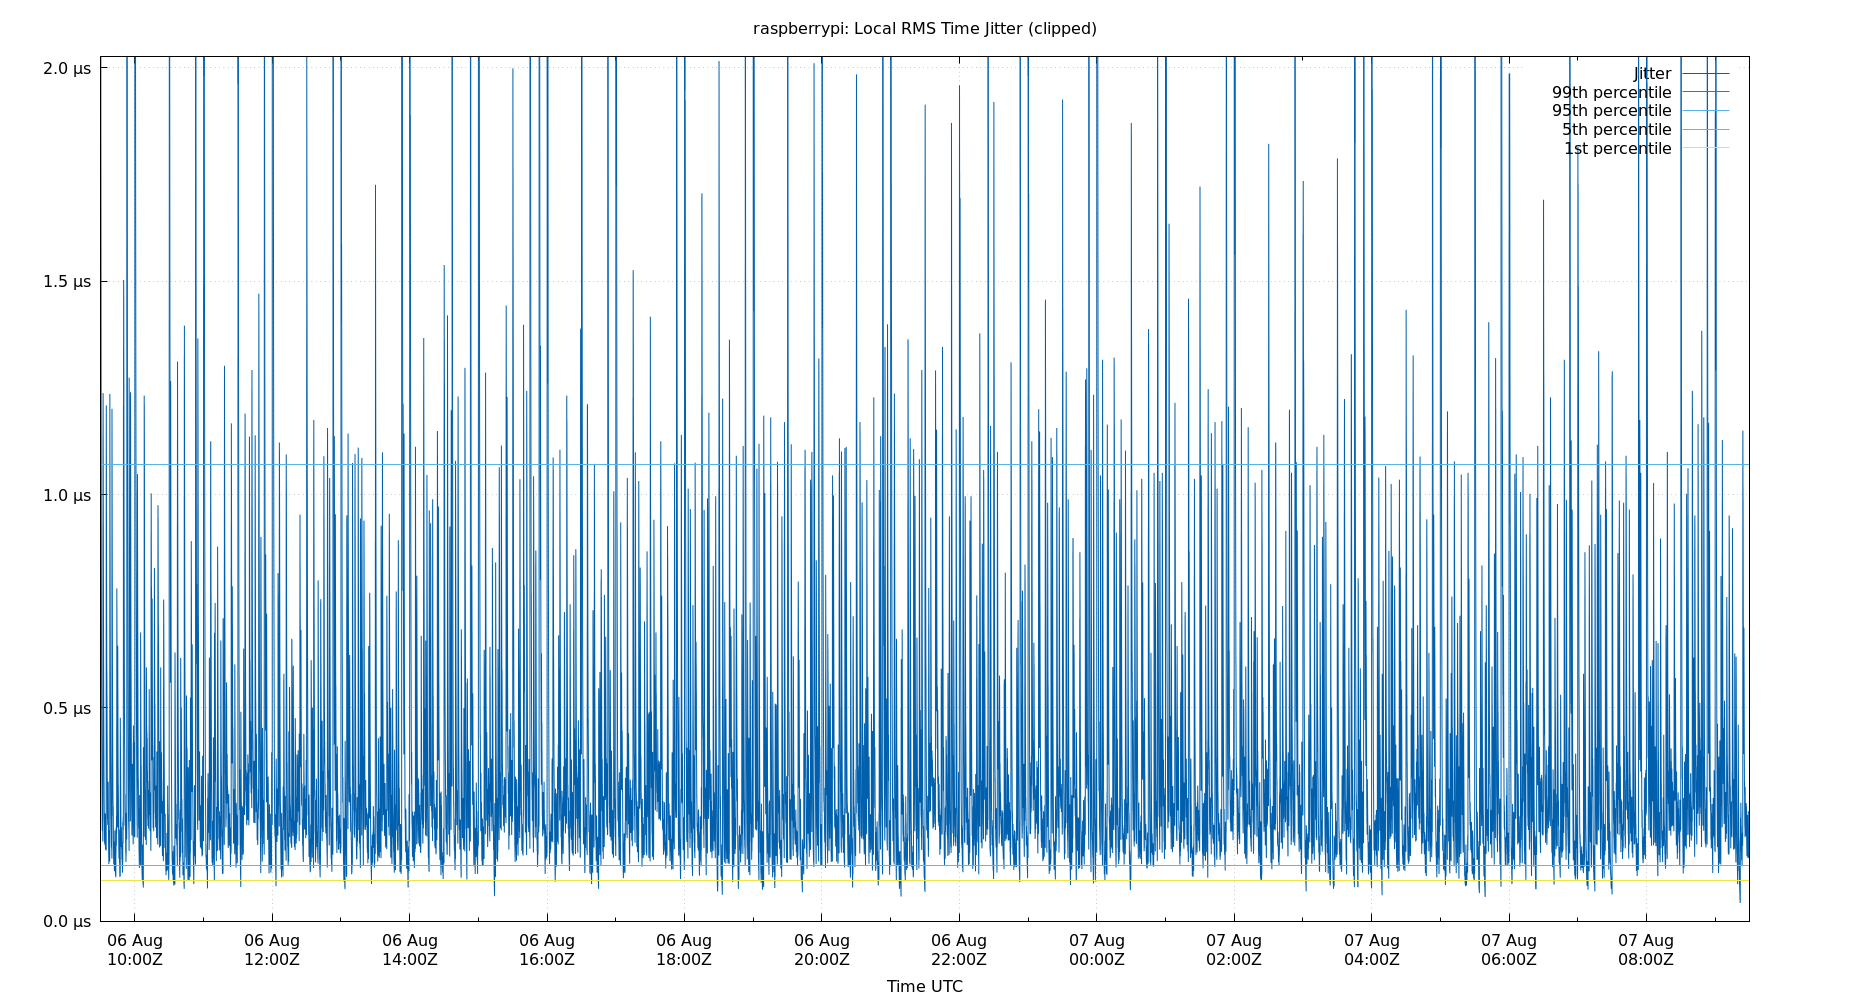 raspberrypi: Local RMS Time Jitter (clipped)
2.0 µs
1.5 µs
1.0 µs
0.5 µs
0.0 µs
Jitter
99th percentile
95th percentile
5th percentile
1st percentile
06 Aug 06 Aug 06 Aug 06 Aug 06 Aug 06 Aug 06 Aug 07 Aug 07 Aug 07 Aug 07 Aug 07 Aug
10:00Z 12:00Z 14:00Z 16:00Z 18:00Z 20:00Z 22:00Z 00:00Z 02:00Z 04:00Z 06:00Z 08:00Z
Time UTC